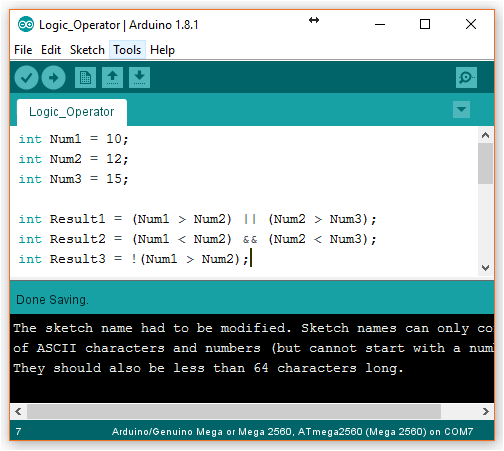 Logic_Operator | Arduino 1.8.1
File Edit Sketch Tools Help
Logic_Operator
int Num1 = 10;
int Num2 = 12;
int Num3 = 15;
int Result1 = (Num1 > Num2) || (Num2 > Num3);
int Result2 = (Num1 < Num2) && (Num2 < Num3);
int Result3 = !(Num1 > Num2);
Done Saving.
The sketch name had to be modified. Sketch names can only co
of ASCII characters and numbers (but cannot start with a num
They should also be less than 64 characters long.
7 Arduino/Genuino Mega or Mega 2560, ATmega2560 (Mega 2560) on COM7